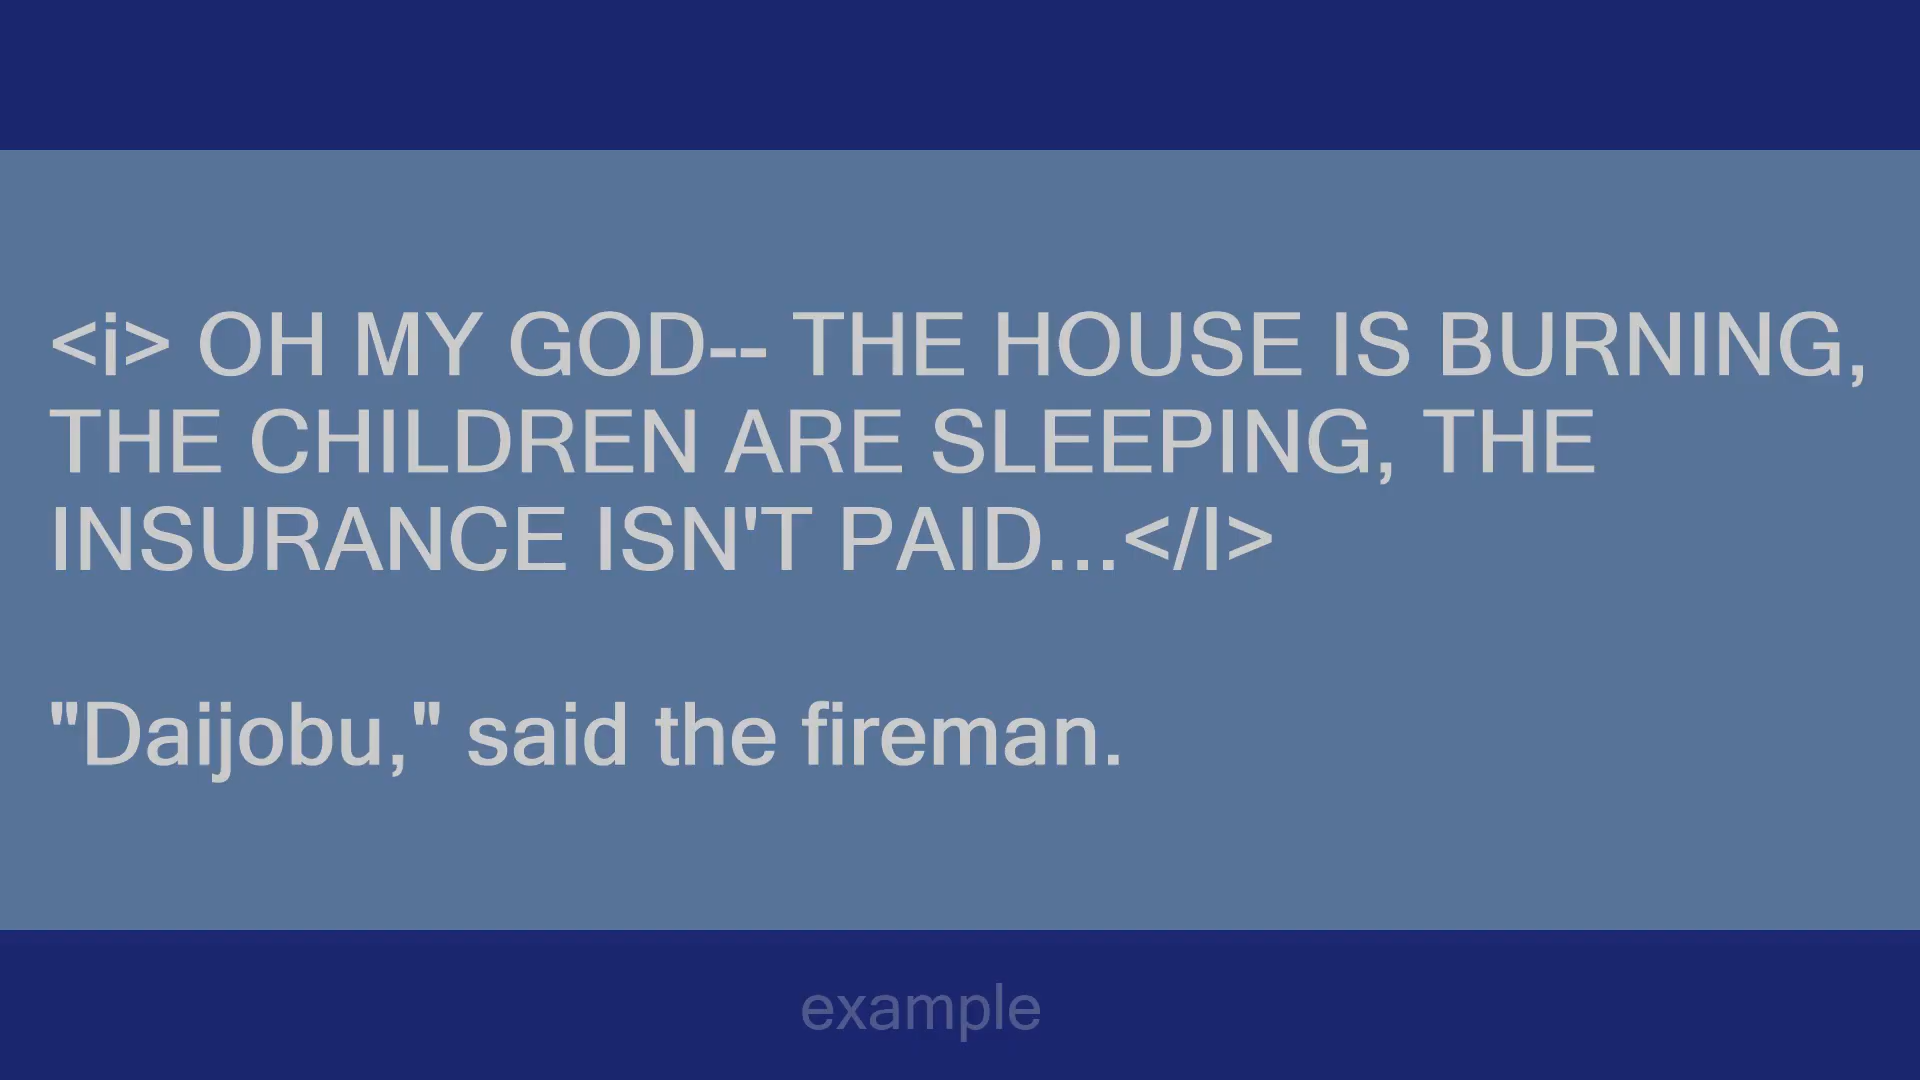 <i> OH MY GOD-- THE HOUSE IS BURNING,
THE CHILDREN ARE SLEEPING, THE
INSURANCE ISN'T PAID...</I>
"Daijobu," said the fireman.
example